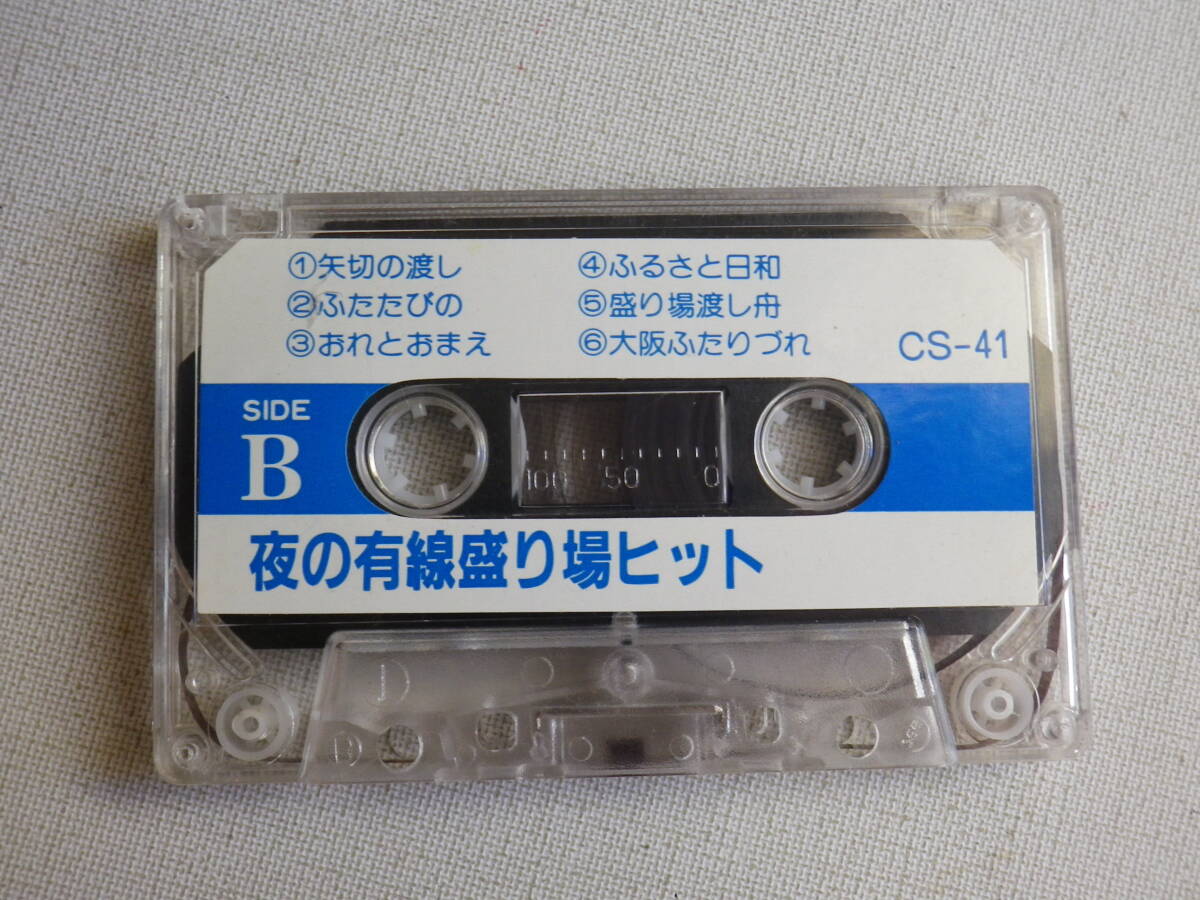 ①矢切の渡し
②ふたたびの
③おれとおまえ
④ふるさと日和
⑤盛り場渡し舟
⑥大阪ふたりづれ
CS-41
SIDE
B
100 50 0
夜の有線盛り場ヒット